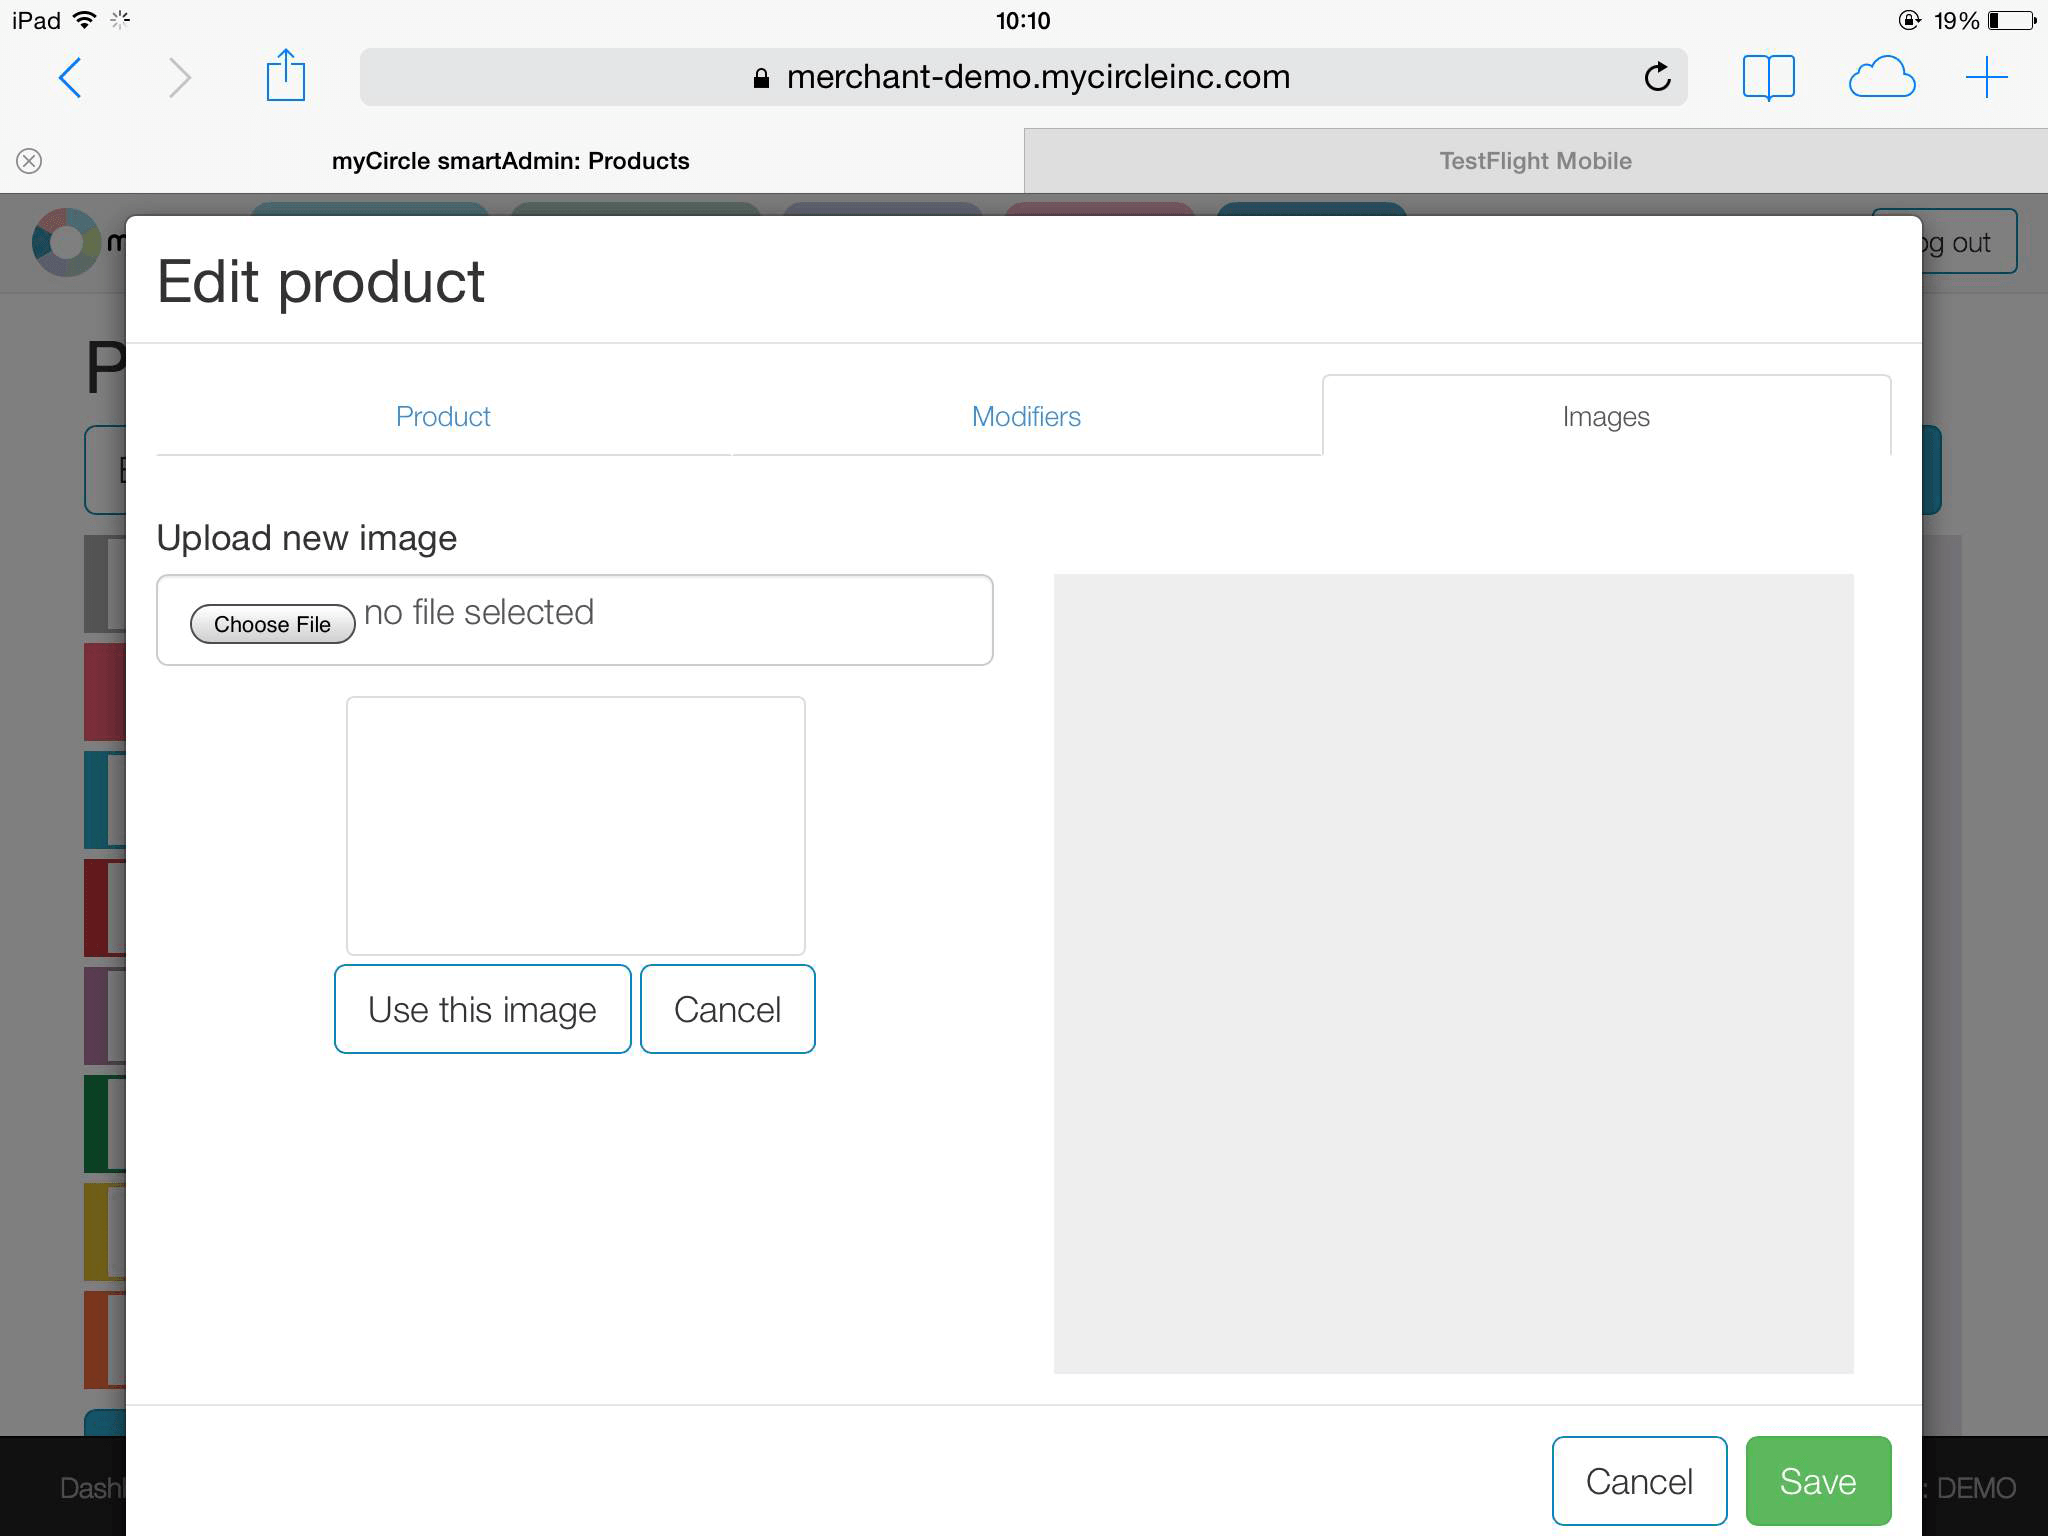 iPad
10:10
19%
merchant-demo.mycircleinc.com
myCircle smartAdmin: Products
TestFlight Mobile
m
og out
Edit product
P
Product
Modifiers
Images
E
Upload new image
Choose File no file selected
Use this image
Cancel
Cancel
Save
Dash
: DEMO